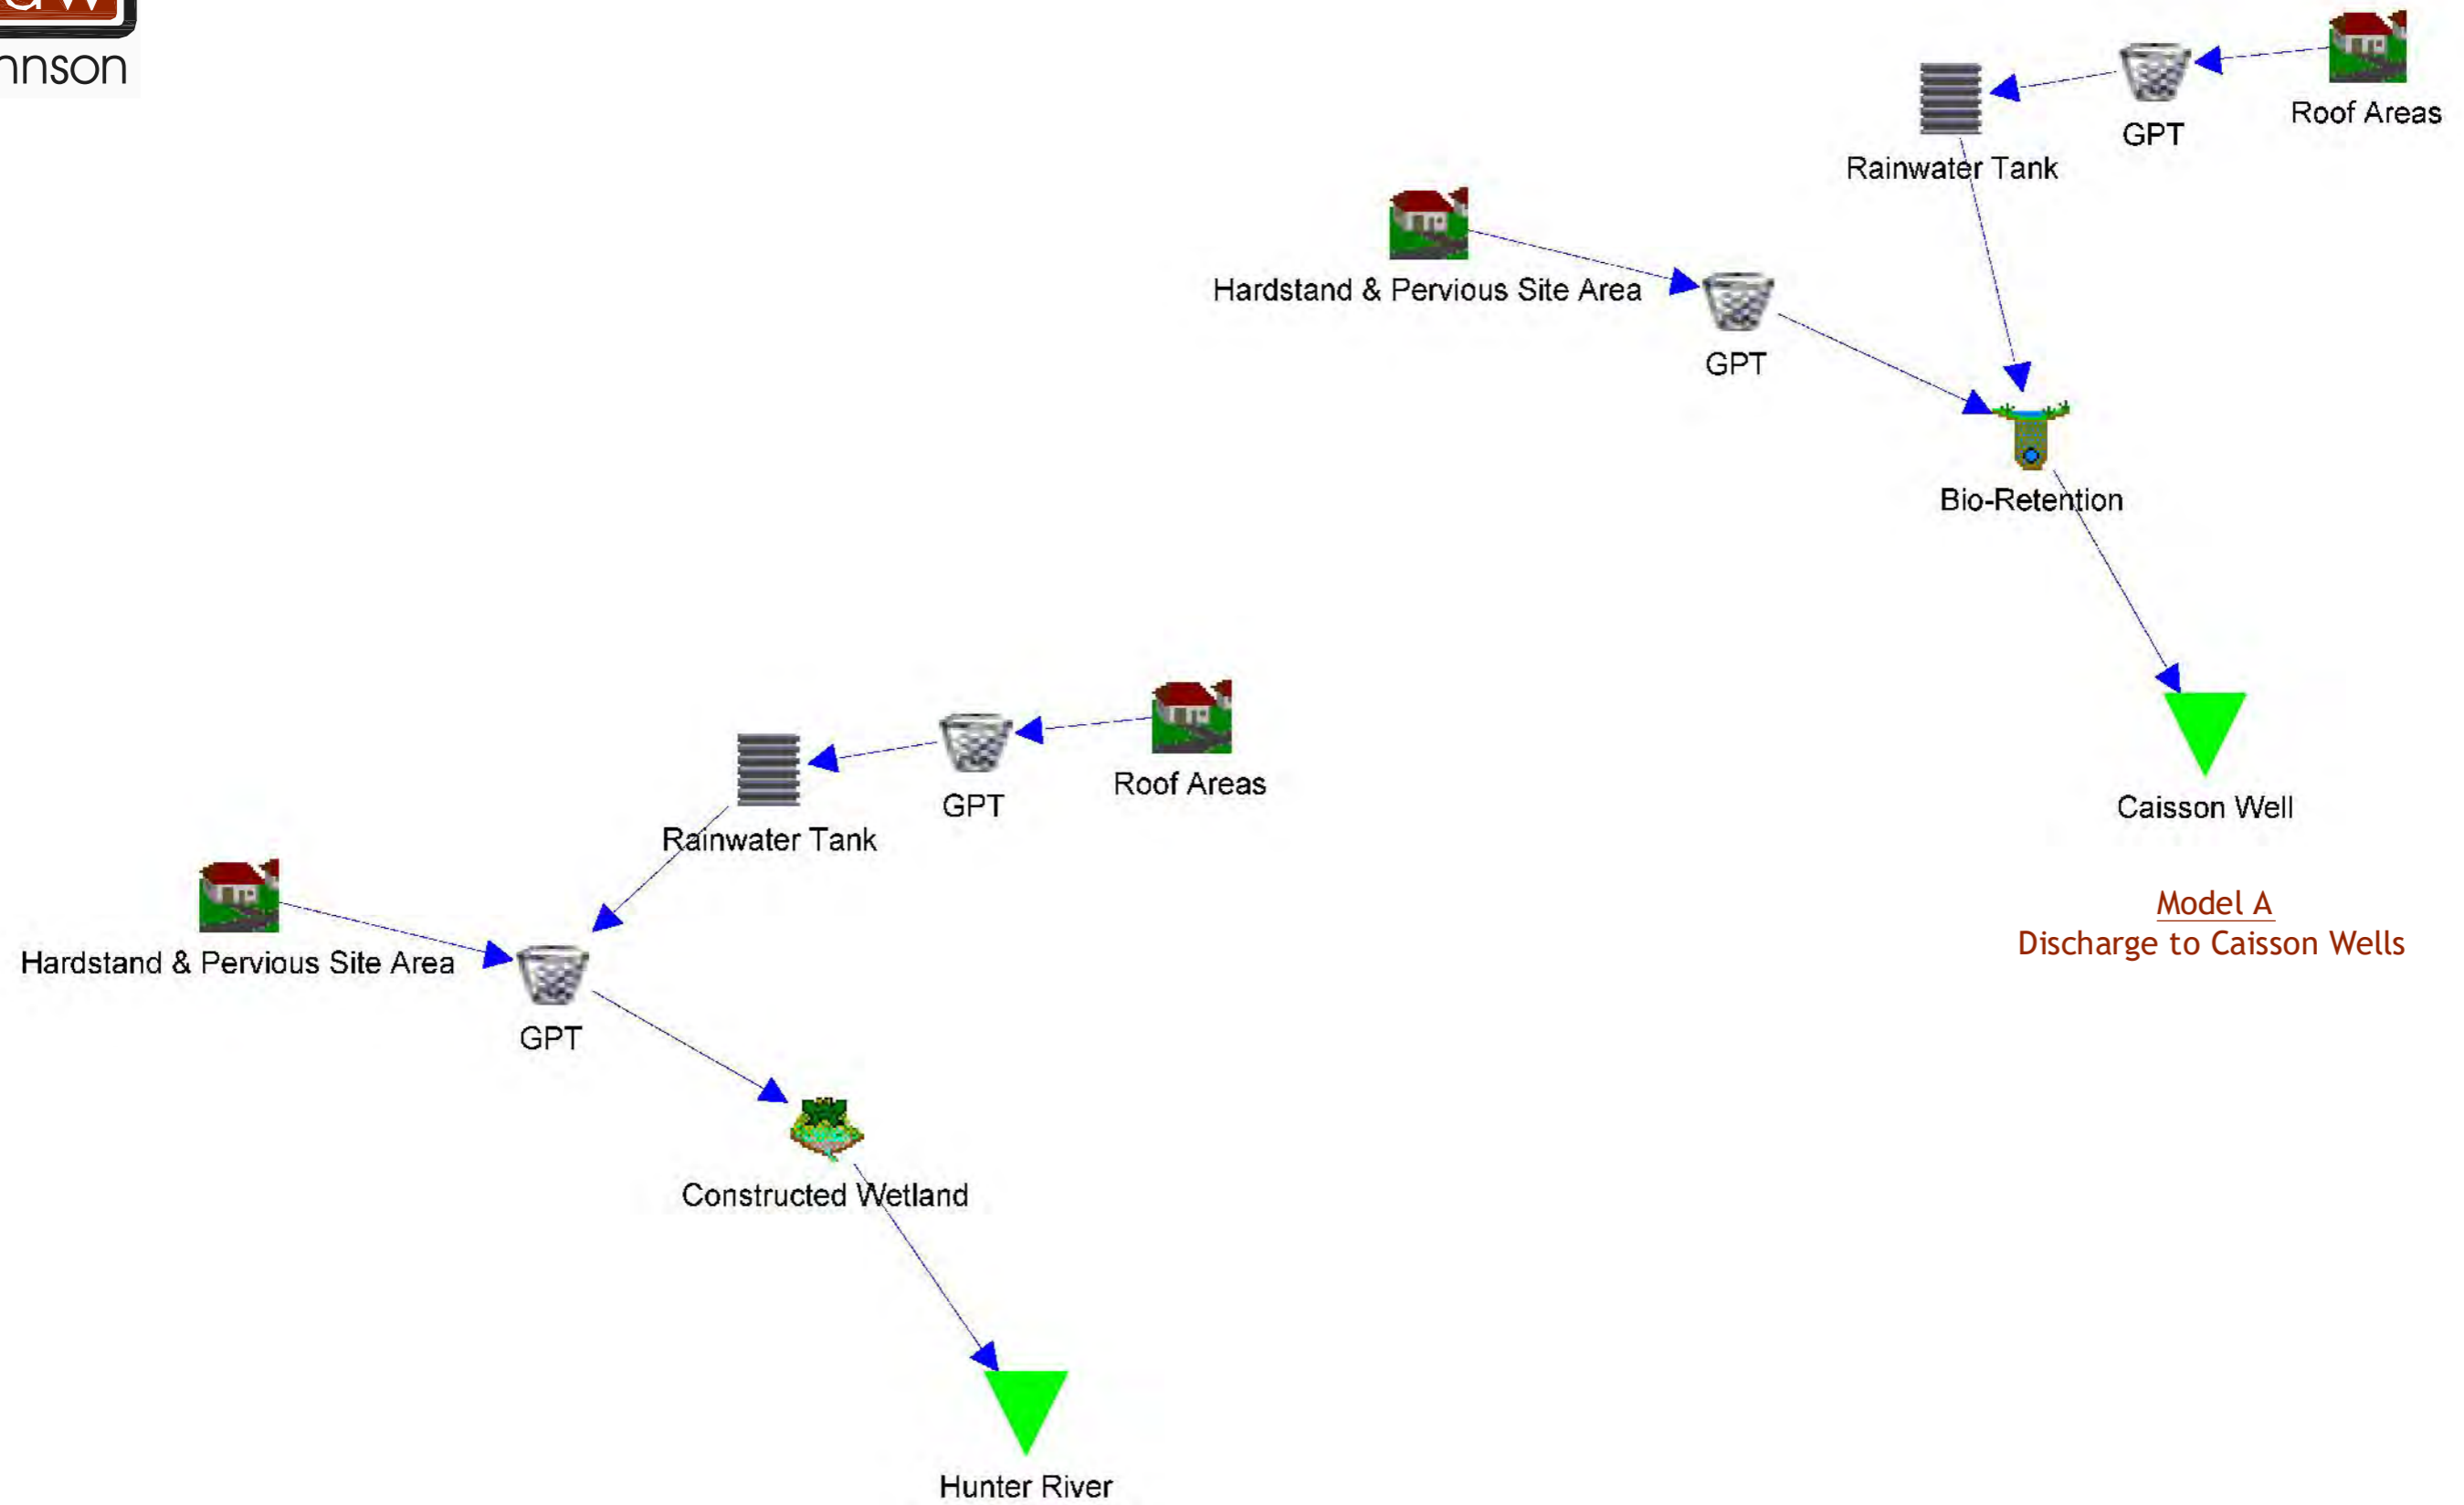 Roof Areas
GPT
Rainwater Tank
Hardstand & Pervious Site Area
GPT
Bio-Retention
Caisson Well
Model A
Discharge to Caisson Wells
Roof Areas
GPT
Rainwater Tank
Hardstand & Pervious Site Area
GPT
Constructed Wetland
Hunter River